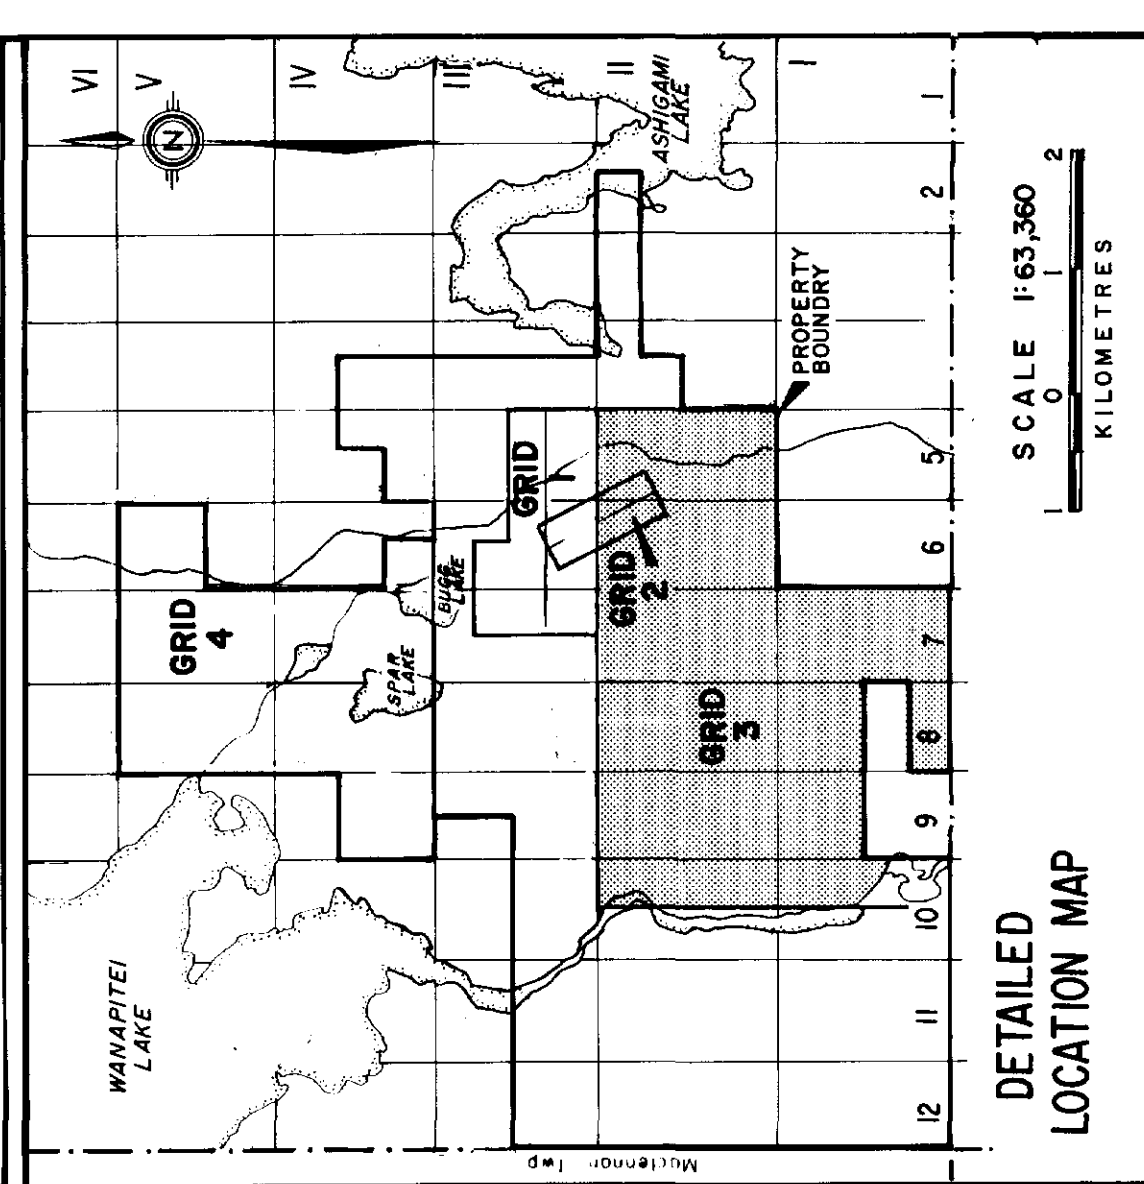 VI
V
IV
III
II
I
N
ASHIGAMI
LAKE
WANAPITEI
LAKE
GRID
4
SPAR
LAKE
BUGG
LAKE
GRID
1
GRID
2
GRID
3
PROPERTY
BOUNDRY
12
11
10
9
8
7
6
5
2
1
Maclennan Twp
DETAILED
LOCATION MAP
SCALE 1:63,360
1 0 1 2
KILOMETRES